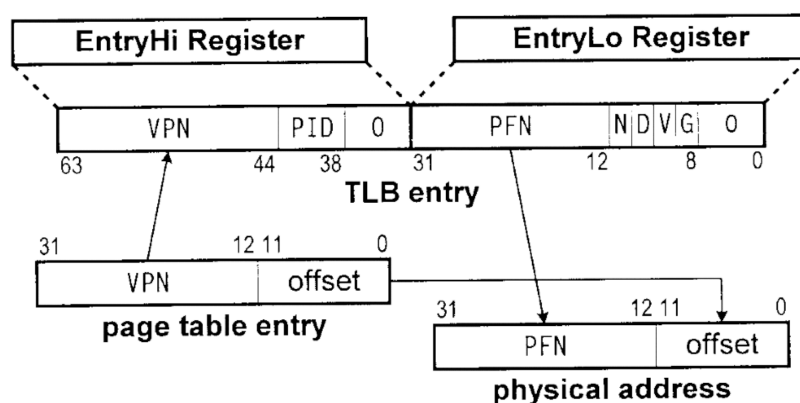 EntryHi Register EntryLo Register
VPN PID 0 PFN N D V G 0
63 44 38 31 12 8 0
TLB entry
31 12 11 0
VPN offset
page table entry
31 12 11 0
PFN offset
physical address